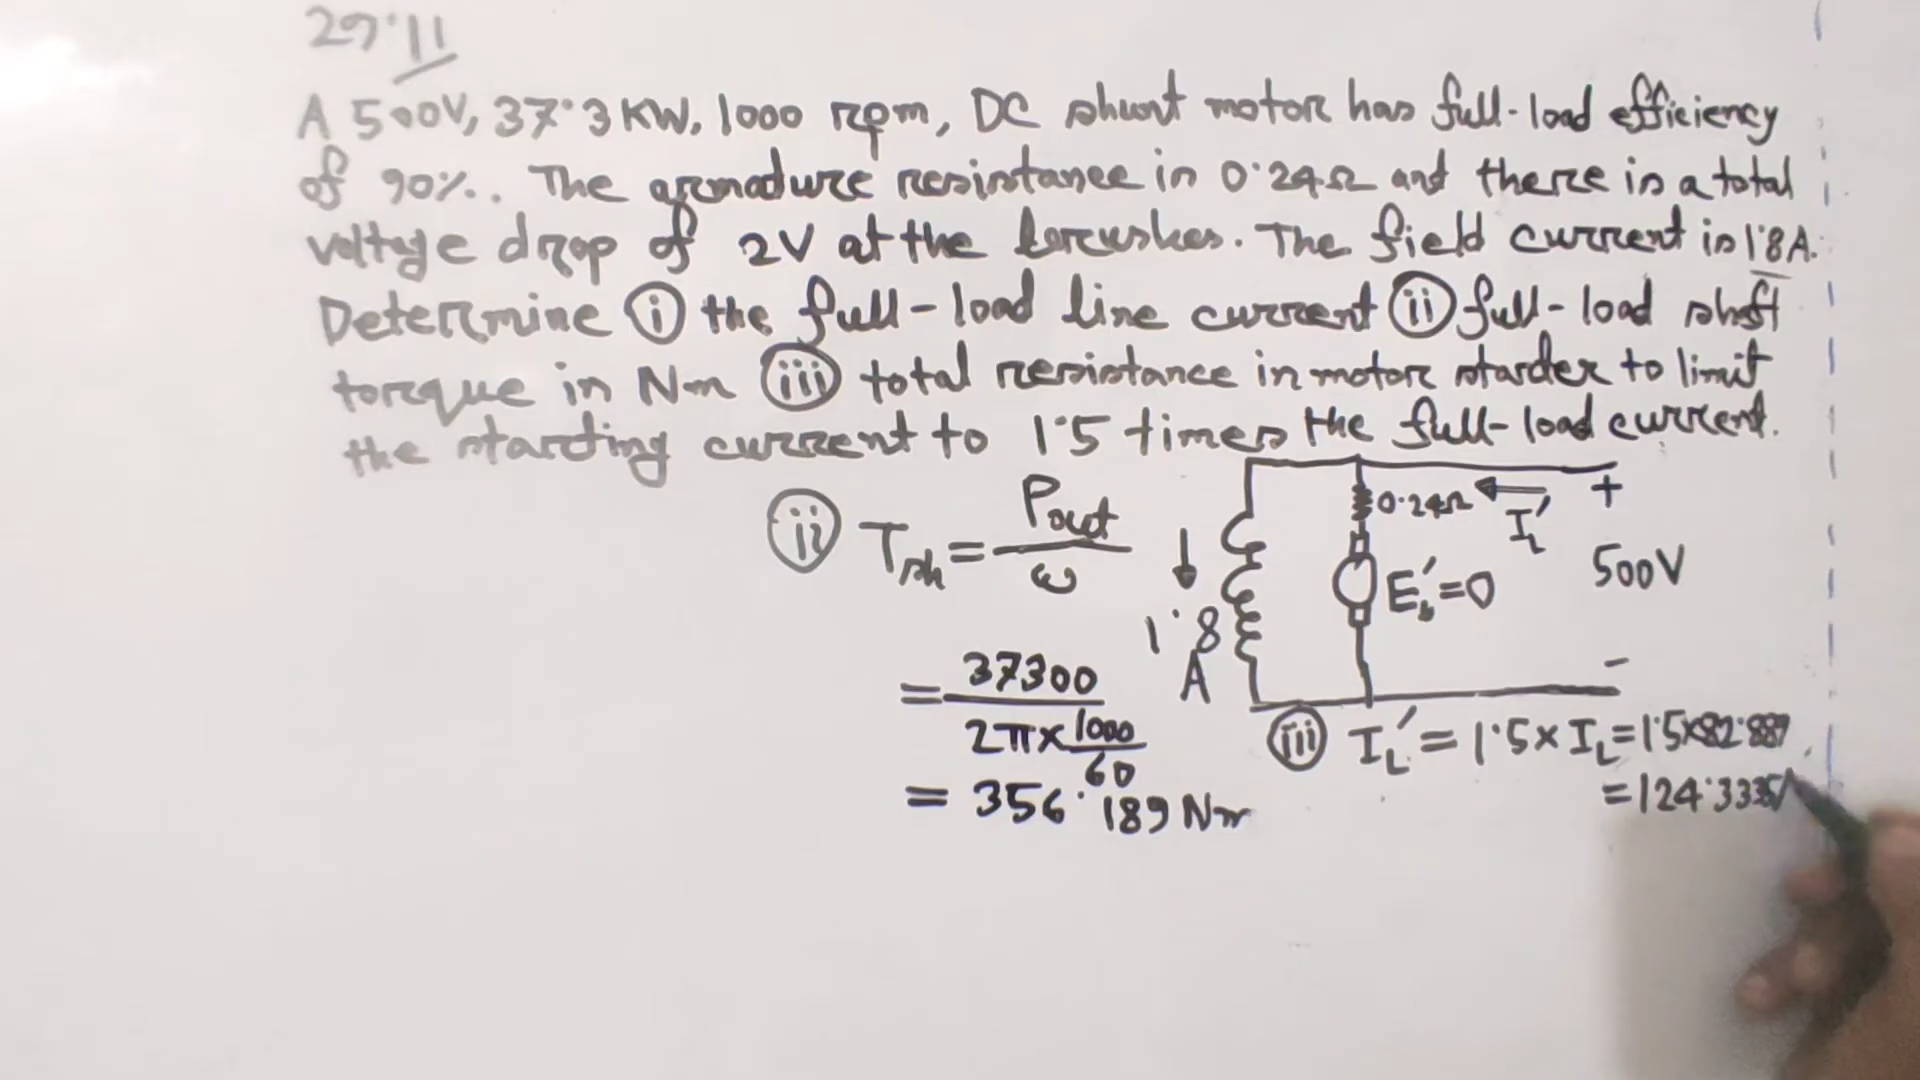 29.11
A 500V, 37.3 KW, 1000 rpm, DC shunt motor has full-load efficiency
of 90%. The armature resistance is 0.24Ω and there is a total
voltage drop of 2V at the brushes. The field current is 1.8A.
Determine (i) the full-load line current (ii) full-load shaft
torque in N-m (iii) total resistance in motor starter to limit
the starting current to 1.5 times the full-load current.
(ii) Tsh = Pout / ω
= 37300 / (2π × 1000/60)
= 356.189 Nm
1.8 A
0.24Ω
IL'
+
Eb' = 0
500V
-
(iii) IL' = 1.5 × IL = 1.5×82.889
= 124.3335A